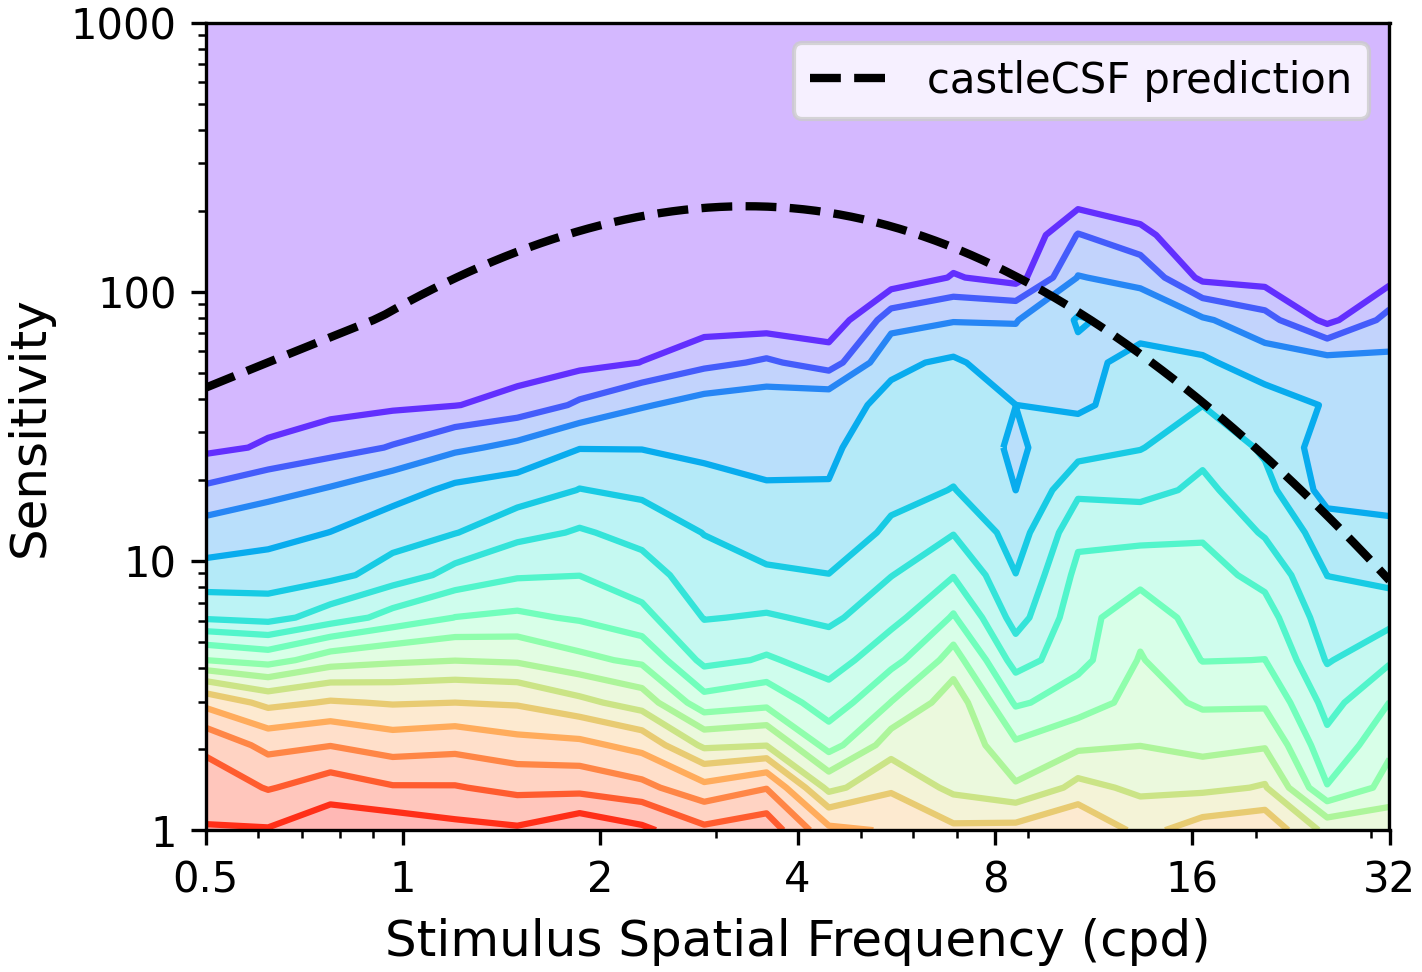 1000
100
10
1
Sensitivity
castleCSF prediction
0.5 1 2 4 8 16 32
Stimulus Spatial Frequency (cpd)